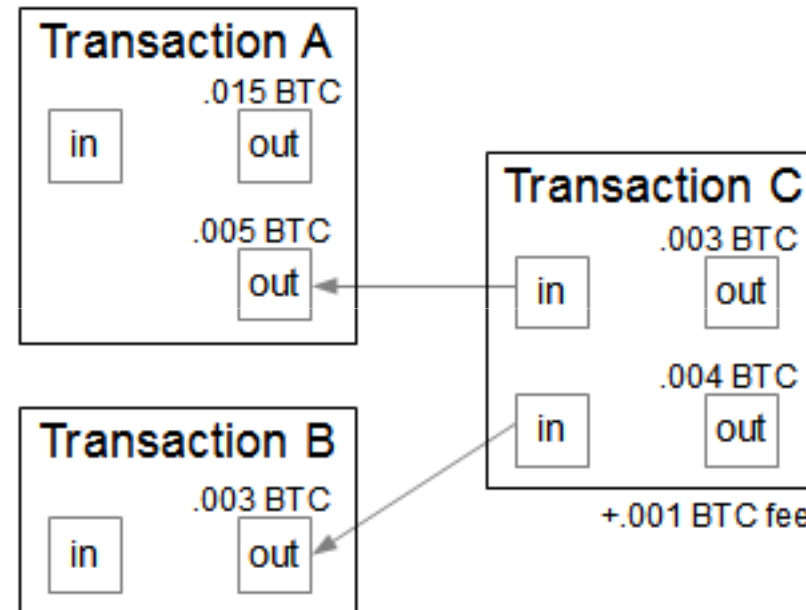 Transaction A
.015 BTC
in
out
.005 BTC
out
Transaction B
.003 BTC
in
out
Transaction C
.003 BTC
in
out
.004 BTC
in
out
+.001 BTC fee